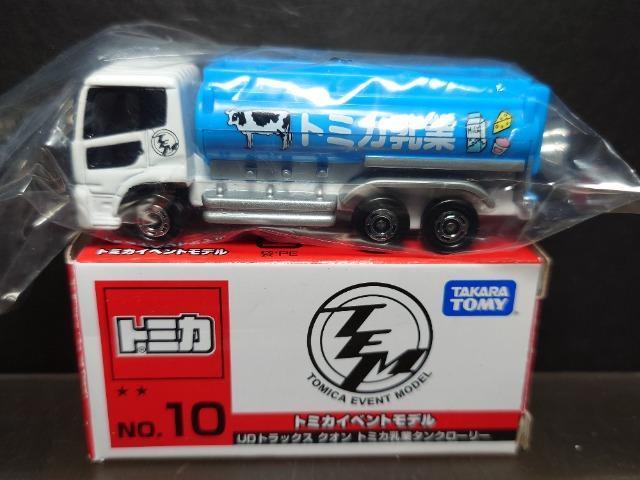 TEM
トミカ乳業
トミカイベントモデル
PE
トミカ
TEM
TOMICA EVENT MODEL
TAKARA
TOMY
NO. 10
トミカイベントモデル
UDトラックス クオン トミカ乳業タンクローリー